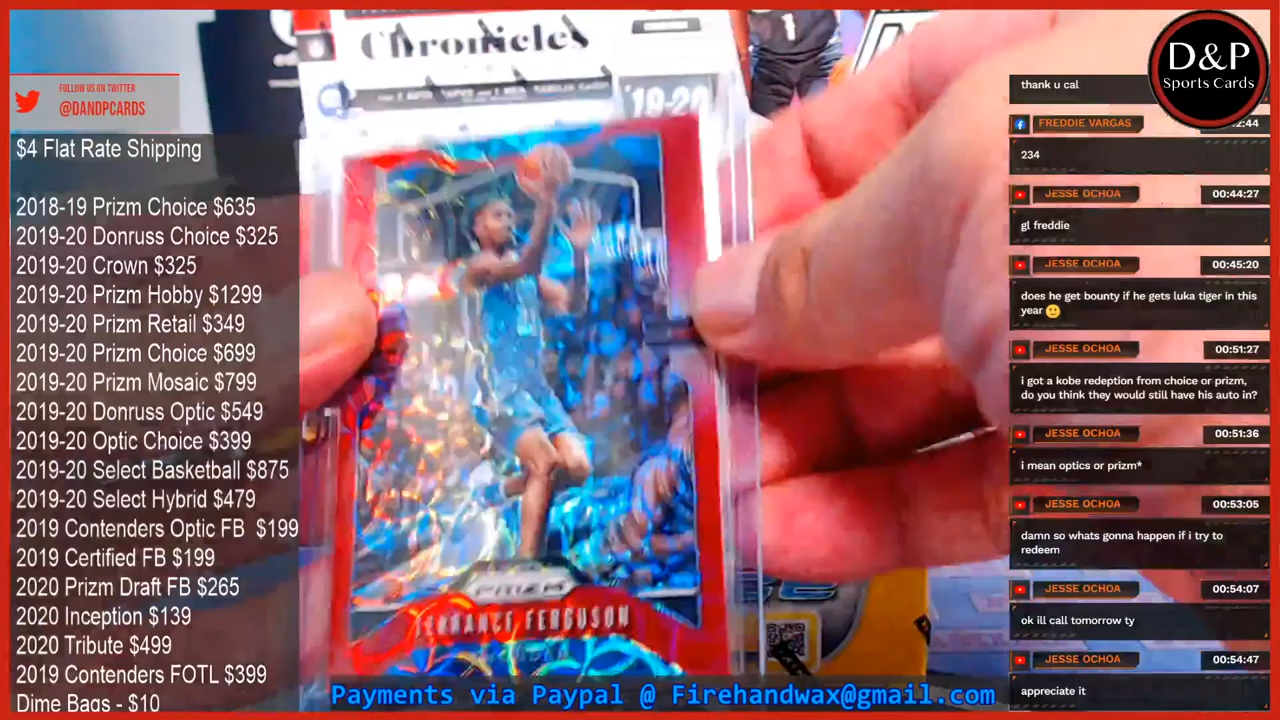 FOLLOW US ON TWITTER
@DANDPCARDS
$4 Flat Rate Shipping
2018-19 Prizm Choice $635
2019-20 Donruss Choice $325
2019-20 Crown $325
2019-20 Prizm Hobby $1299
2019-20 Prizm Retail $349
2019-20 Prizm Choice $699
2019-20 Prizm Mosaic $799
2019-20 Donruss Optic $549
2019-20 Optic Choice $399
2019-20 Select Basketball $875
2019-20 Select Hybrid $479
2019 Contenders Optic FB $199
2019 Certified FB $199
2020 Prizm Draft FB $265
2020 Inception $139
2020 Tribute $499
2019 Contenders FOTL $399
Dime Bags - $10
Chronicles
'19-20
PRIZM
TERRANCE FERGUSON
Payments via Paypal @ Firehandwax@gmail.com
D&P
Sports Cards
thank u cal
FREDDIE VARGAS
2:44
234
JESSE OCHOA
00:44:27
gl freddie
JESSE OCHOA
00:45:20
does he get bounty if he gets luka tiger in this
year 🙂
JESSE OCHOA
00:51:27
i got a kobe redeption from choice or prizm,
do you think they would still have his auto in?
JESSE OCHOA
00:51:36
i mean optics or prizm*
JESSE OCHOA
00:53:05
damn so whats gonna happen if i try to
redeem
JESSE OCHOA
00:54:07
ok ill call tomorrow ty
JESSE OCHOA
00:54:47
appreciate it